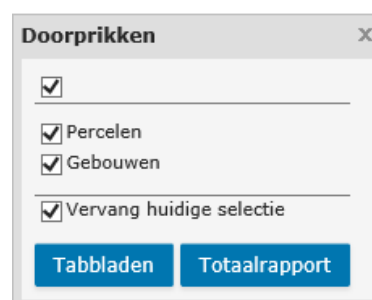 Doorprikken x
Percelen
Gebouwen
Vervang huidige selectie
Tabbladen Totaalrapport